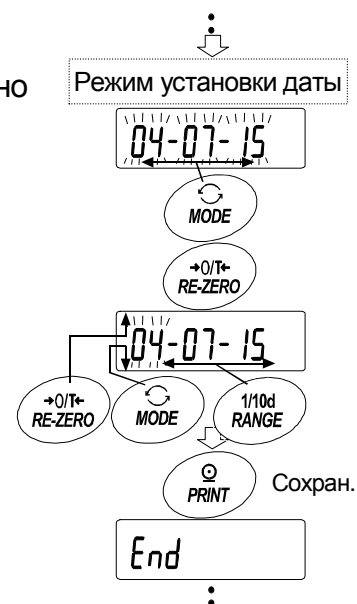 но
Режим установки даты
04-07-15
MODE
→0/T←
RE-ZERO
04-07-15
→0/T←
RE-ZERO
MODE
1/10d
RANGE
PRINT
Сохран.
End